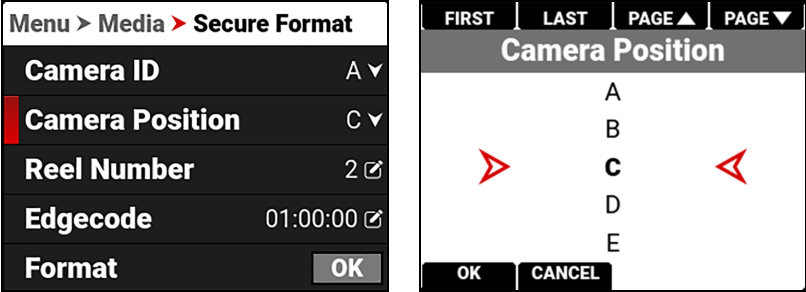 Menu > Media > Secure Format
Camera ID A
Camera Position C
Reel Number 2
Edgecode 01:00:00
Format OK
FIRST LAST PAGE▲ PAGE▼
Camera Position
A
B
C
D
E
OK CANCEL